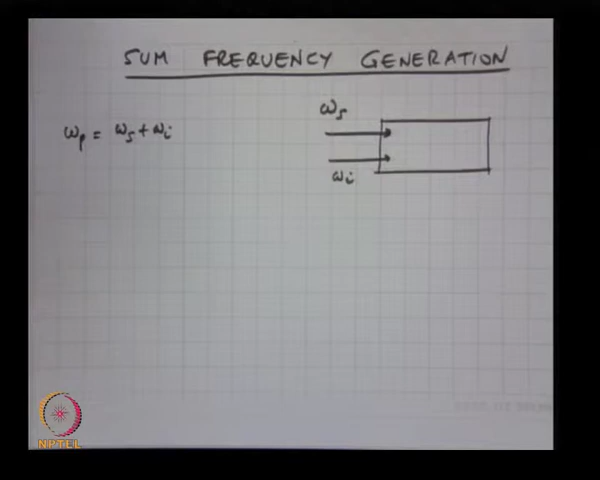 SUM FREQUENCY GENERATION
ωs
ωp = ωs + ωi
ωi
NPTEL